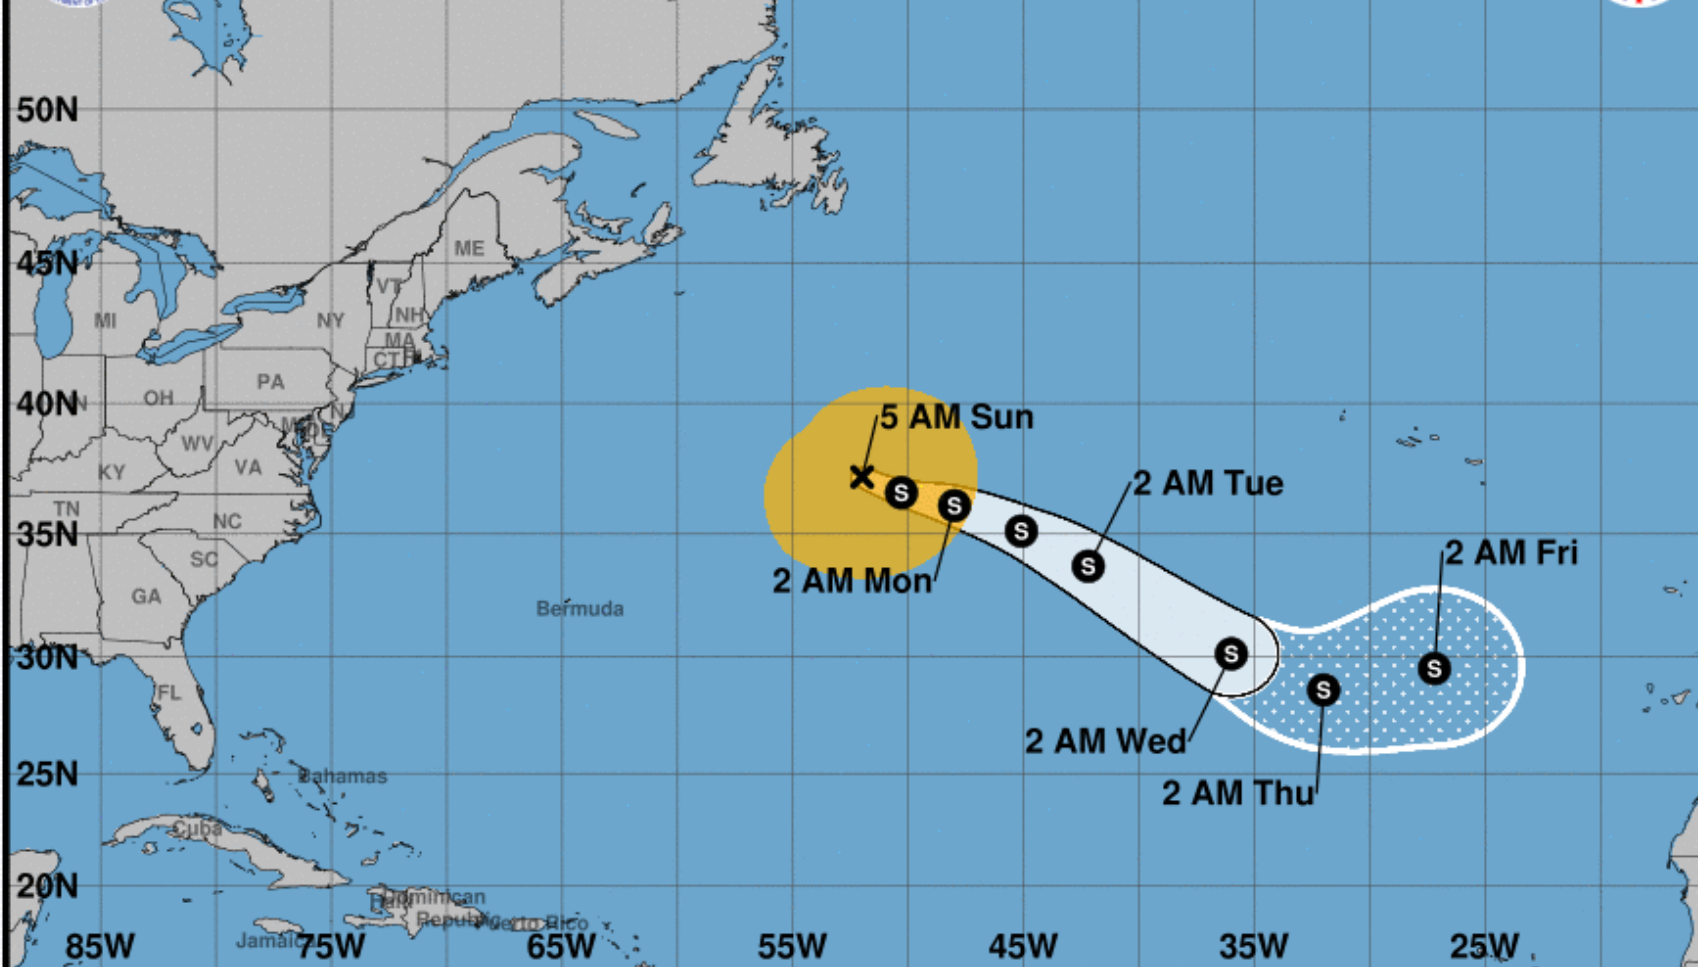 50N
45N
ME
VT
NH
MI
NY
MA
CT
PA
OH
40N
5 AM Sun
WV
KY
VA
2 AM Tue
TN
NC
35N
SC
2 AM Fri
GA
2 AM Mon
Bermuda
30N
FL
2 AM Wed
25N
Bahamas
2 AM Thu
Cuba
20N
Dominican
Republic
Puerto Rico
Jamaica
85W
75W
65W
55W
45W
35W
25W
S
S
S
S
S
S
S